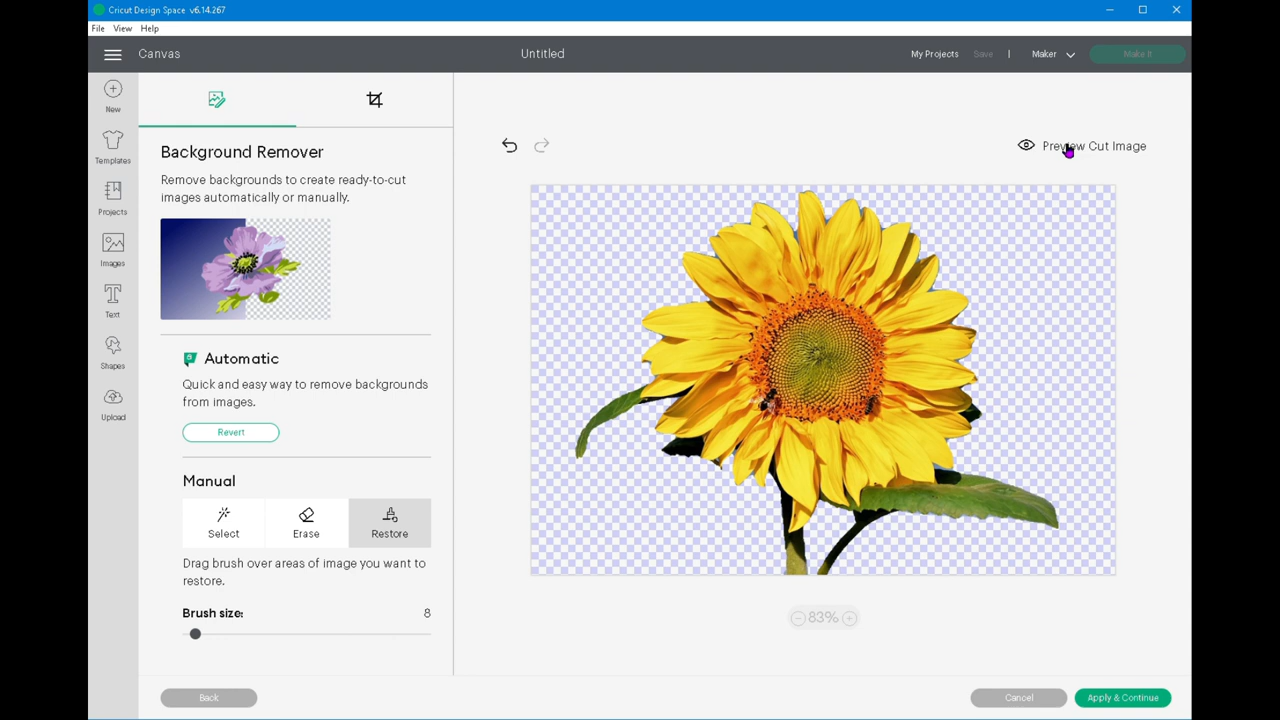 Cricut Design Space v6.14.267
File View Help
Canvas
Untitled
My Projects Save | Maker Make It
New
Templates
Projects
Images
Text
Shapes
Upload
Background Remover
Remove backgrounds to create ready-to-cut
images automatically or manually.
Automatic
Quick and easy way to remove backgrounds
from images.
Revert
Manual
Select Erase Restore
Drag brush over areas of image you want to
restore.
Brush size: 8
Preview Cut Image
83%
Back
Cancel
Apply & Continue